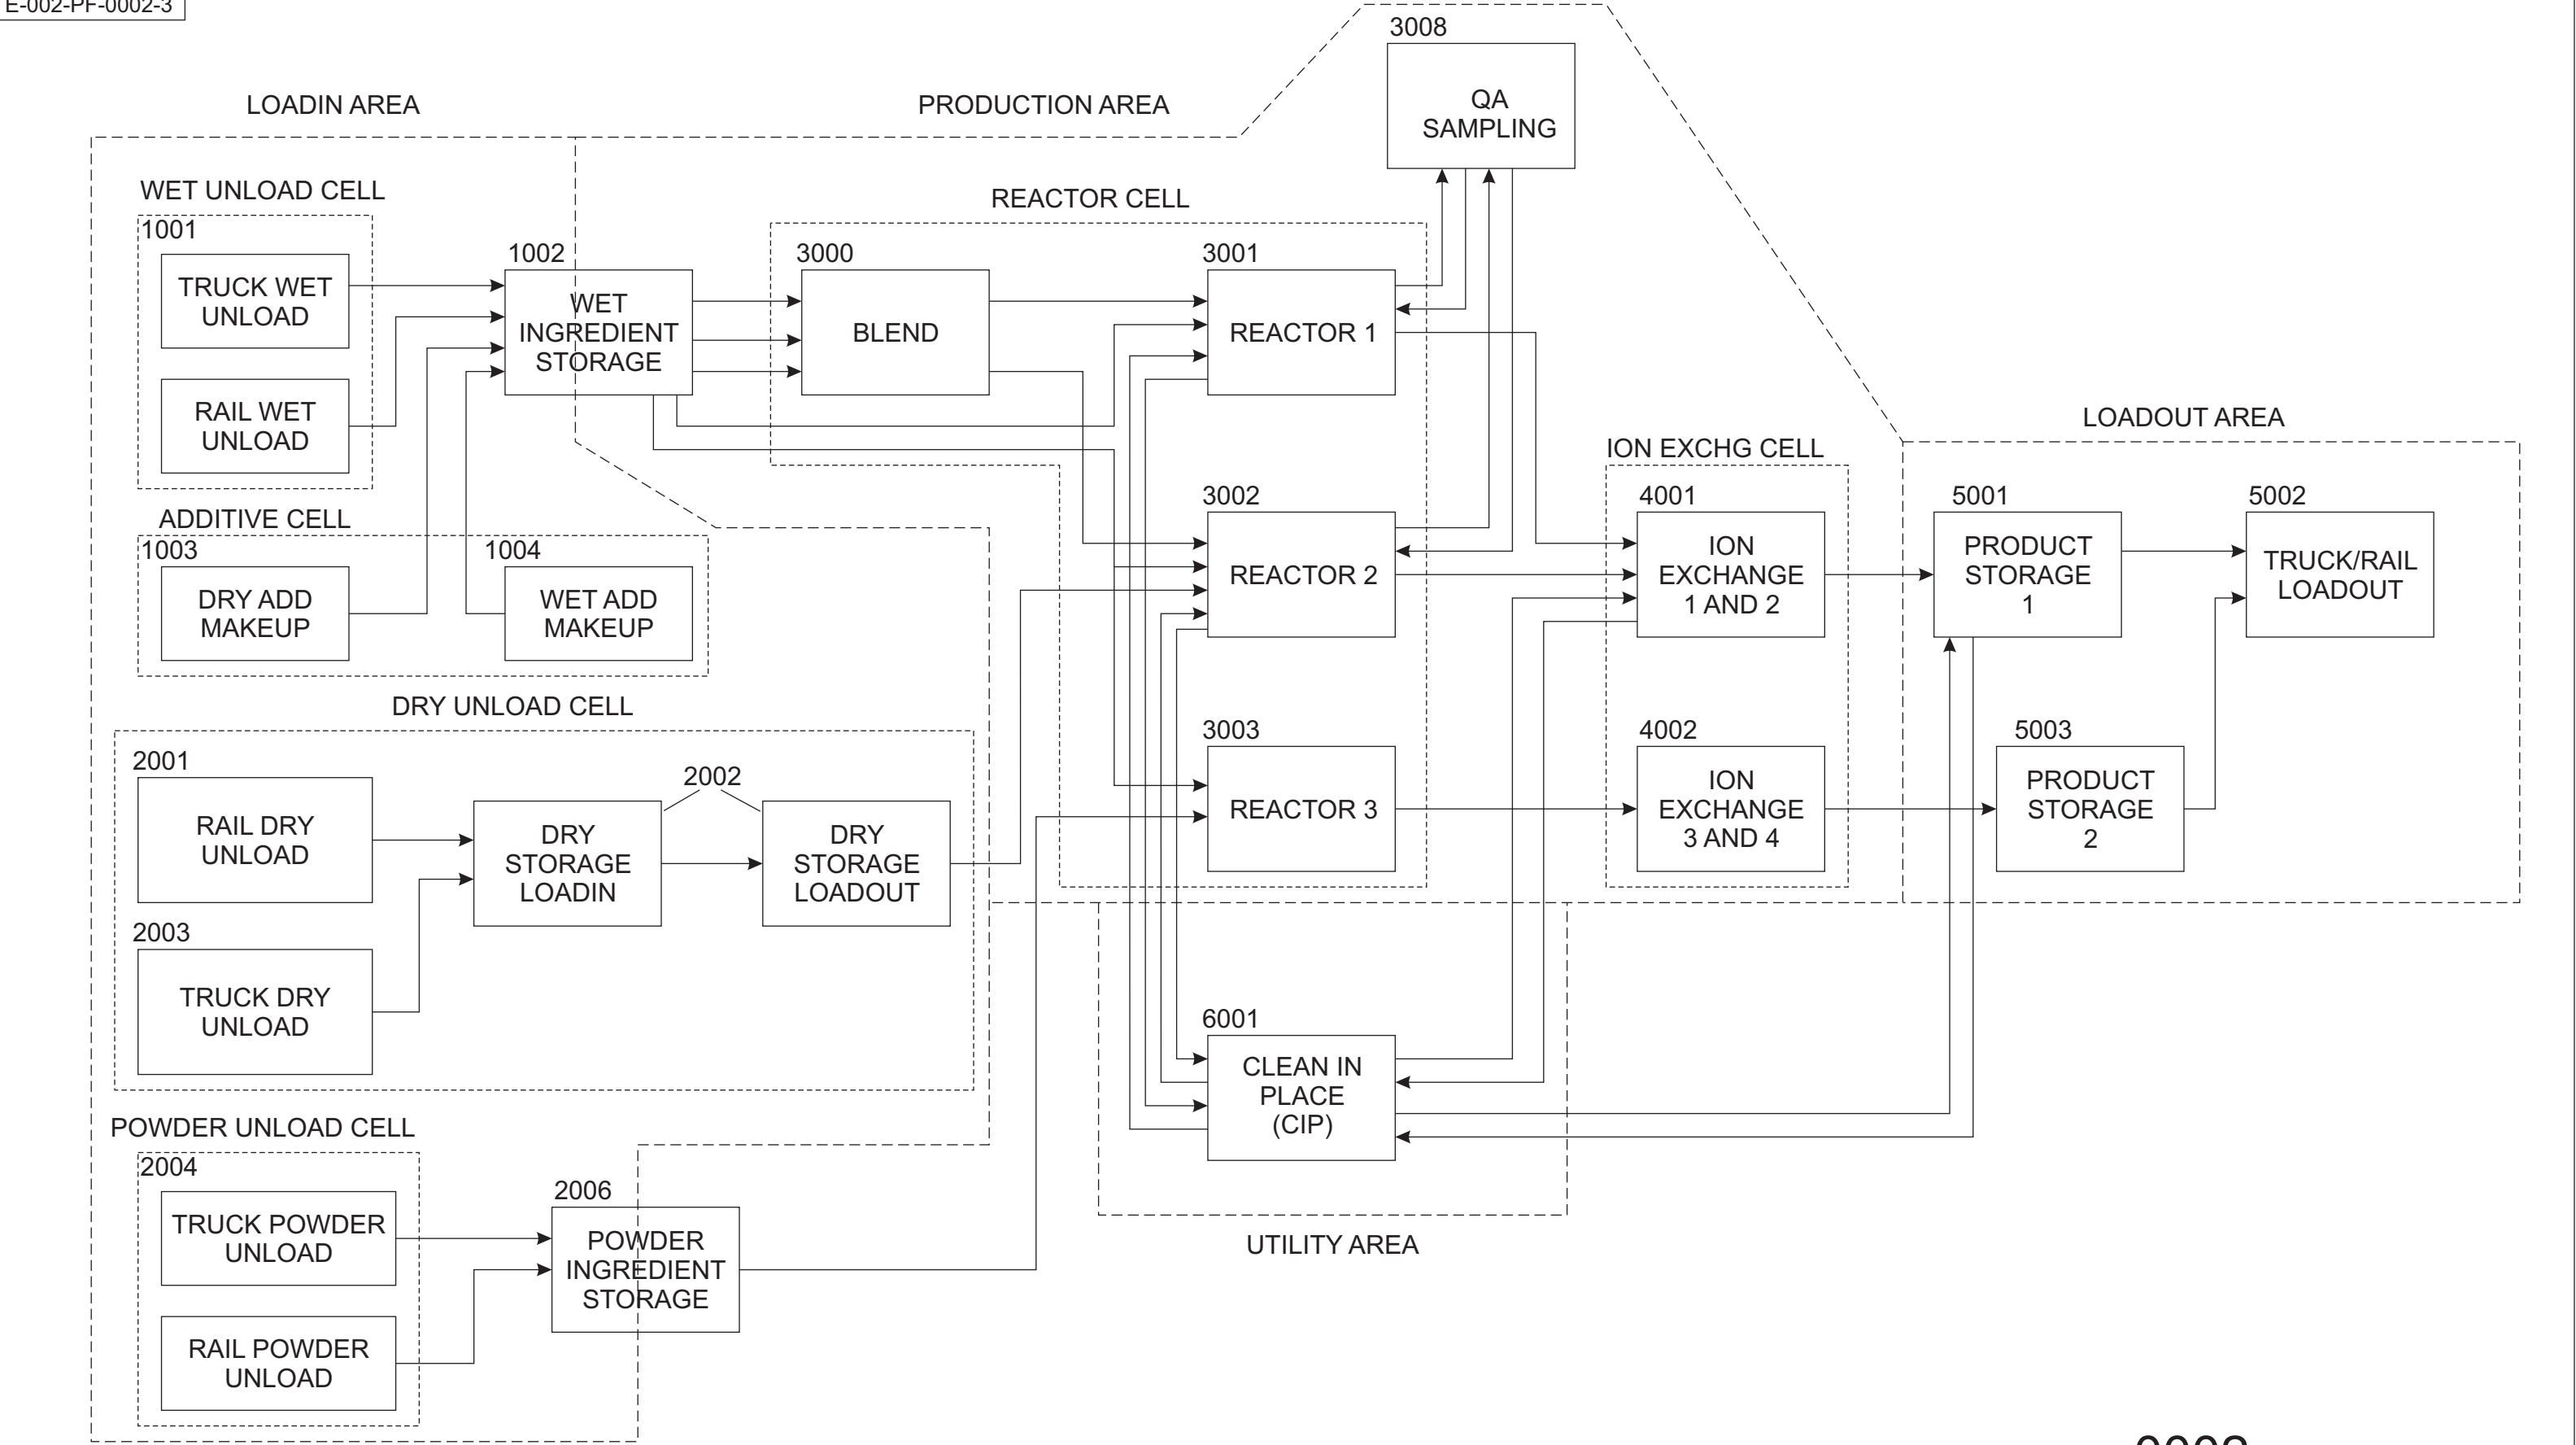 E-002-PF-0002-3
3008
QA
SAMPLING
LOADIN AREA
PRODUCTION AREA
WET UNLOAD CELL
1001
TRUCK WET
UNLOAD
RAIL WET
UNLOAD
1002
WET
INGREDIENT
STORAGE
REACTOR CELL
3000
BLEND
3001
REACTOR 1
ADDITIVE CELL
1003
DRY ADD
MAKEUP
1004
WET ADD
MAKEUP
3002
REACTOR 2
ION EXCHG CELL
4001
ION
EXCHANGE
1 AND 2
LOADOUT AREA
5001
PRODUCT
STORAGE
1
5002
TRUCK/RAIL
LOADOUT
DRY UNLOAD CELL
2001
RAIL DRY
UNLOAD
2002
DRY
STORAGE
LOADIN
DRY
STORAGE
LOADOUT
2003
TRUCK DRY
UNLOAD
3003
REACTOR 3
4002
ION
EXCHANGE
3 AND 4
5003
PRODUCT
STORAGE
2
6001
CLEAN IN
PLACE
(CIP)
UTILITY AREA
POWDER UNLOAD CELL
2004
TRUCK POWDER
UNLOAD
RAIL POWDER
UNLOAD
2006
POWDER
INGREDIENT
STORAGE